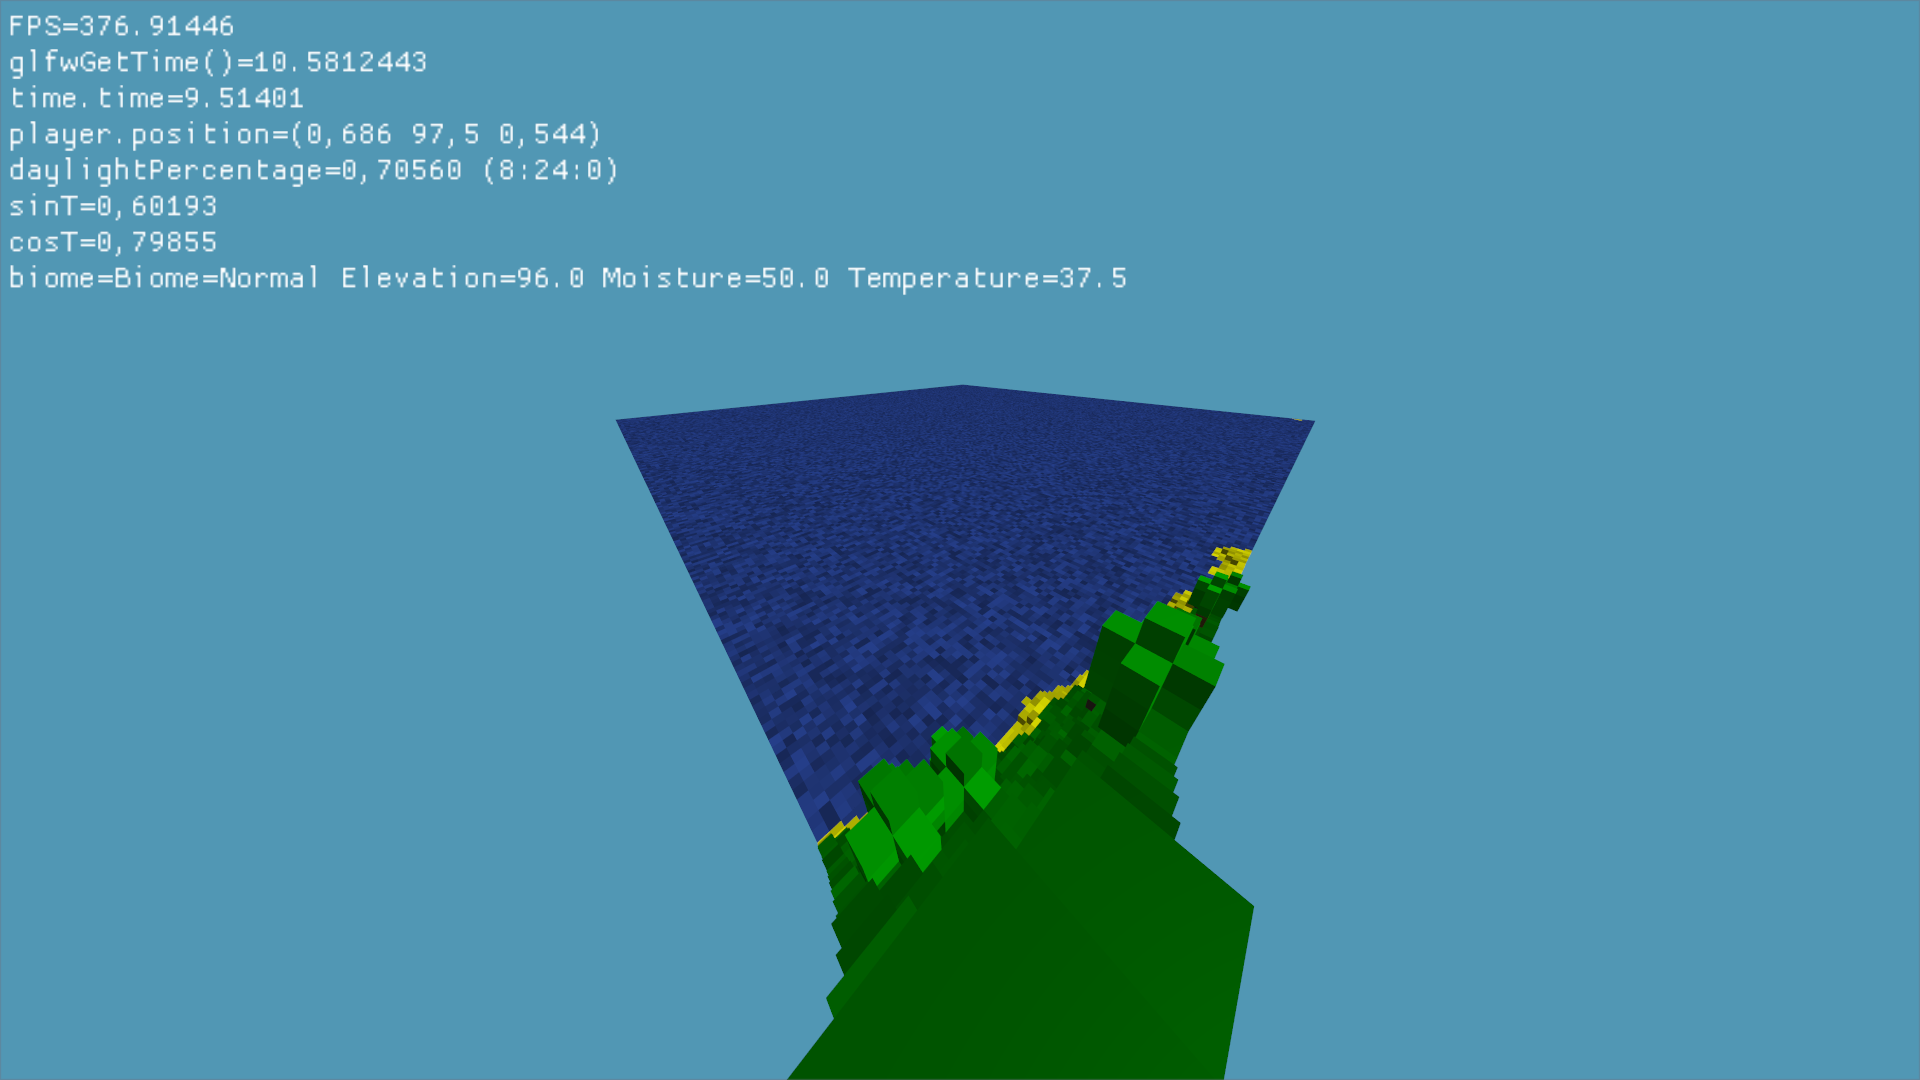 FPS=376.91446
glfwGetTime()=10.5812443
time.time=9.51401
player.position=(0,686 97,5 0,544)
daylightPercentage=0,70560 (8:24:0)
sinT=0,60193
cosT=0,79855
biome=Biome=Normal Elevation=96.0 Moisture=50.0 Temperature=37.5